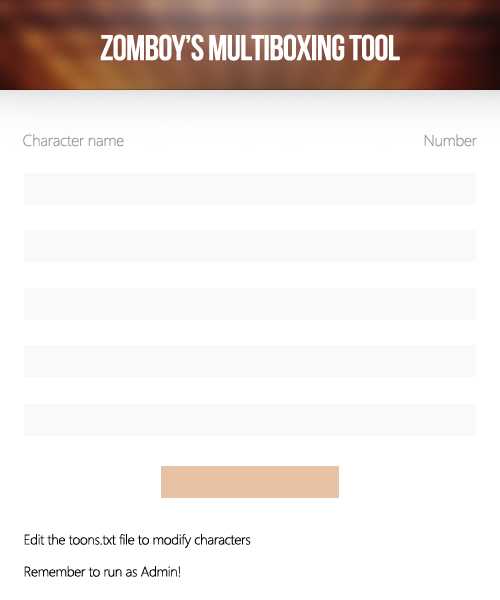 ZOMBOY'S MULTIBOXING TOOL
Character name Number
Edit the toons.txt file to modify characters
Remember to run as Admin!